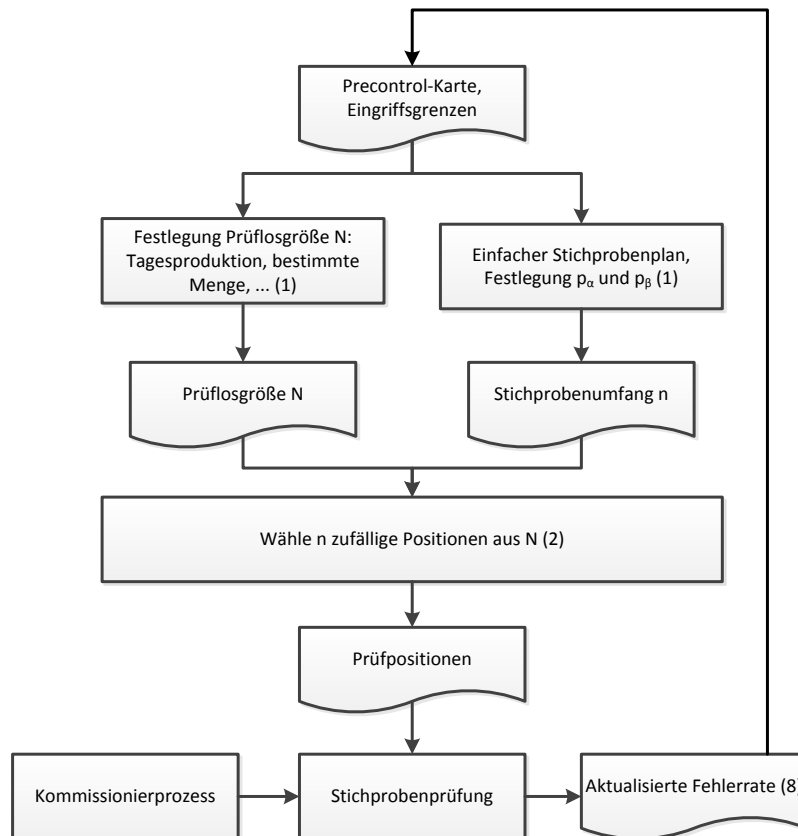 Precontrol-Karte,
Eingriffsgrenzen
Festlegung Prüflosgröße N:
Tagesproduktion, bestimmte
Menge, ... (1)
Einfacher Stichprobenplan,
Festlegung pα und pβ (1)
Prüflosgröße N
Stichprobenumfang n
Wähle n zufällige Positionen aus N (2)
Prüfpositionen
Kommissionierprozess
Stichprobenprüfung
Aktualisierte Fehlerrate (8)